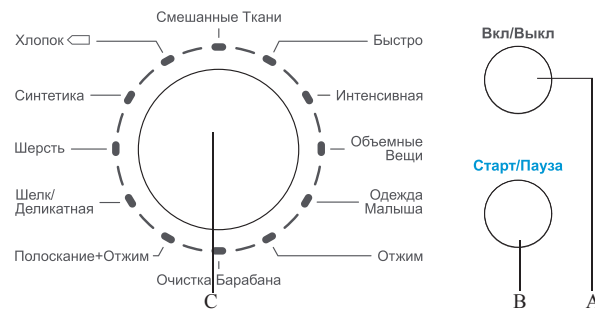 Смешанные Ткани
Хлопок
Быстро
Вкл/Выкл
Синтетика
Интенсивная
Шерсть
Объемные
Вещи
Старт/Пауза
Шелк/
Деликатная
Одежда
Малыша
Полоскание+Отжим
Отжим
Очистка Барабана
C
B
A